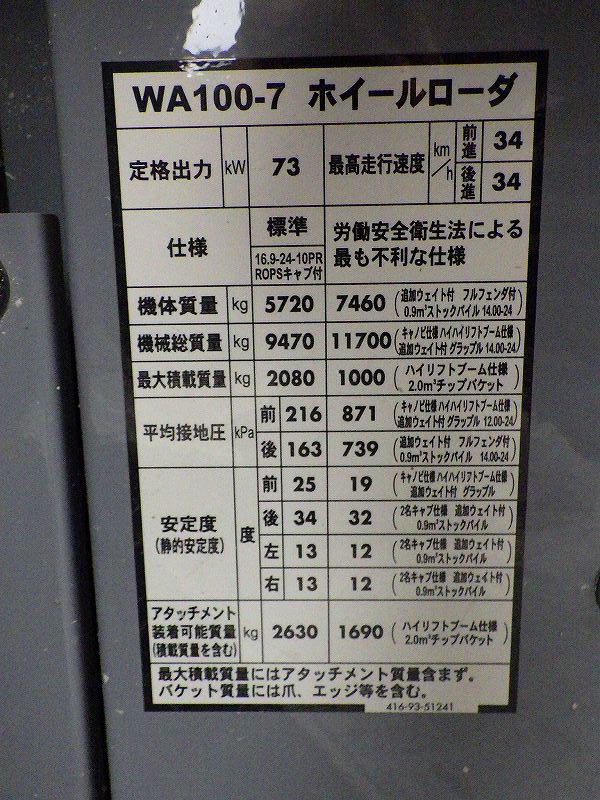 WA100-7 ホイールローダ
定格出力 kW 73 最高走行速度 km/h 前進 34
後進 34
仕様 標準 16.9-24-10PR ROPSキャブ付 労働安全衛生法による
最も不利な仕様
機体質量 kg 5720 7460 (追加ウェイト付 フルフェンダ付
0.9m³ストックパイル 14.00-24)
機械総質量 kg 9470 11700 (キャノピ仕様 ハイハイリフトブーム仕様
追加ウェイト付 グラップル 14.00-24)
最大積載質量 kg 2080 1000 (ハイリフトブーム仕様
2.0m³チップバケット)
平均接地圧 kPa 前 216 871 (キャノピ仕様 ハイハイリフトブーム仕様
追加ウェイト付 グラップル 12.00-24)
後 163 739 (追加ウェイト付 フルフェンダ付
0.9m³ストックパイル 14.00-24)
安定度
(静的安定度) 度 前 25 19 (キャノピ仕様 ハイハイリフトブーム仕様
追加ウェイト付 グラップル)
後 34 32 (2名キャブ仕様 追加ウェイト付
0.9m³ストックパイル)
左 13 12 (2名キャブ仕様 追加ウェイト付
0.9m³ストックパイル)
右 13 12 (2名キャブ仕様 追加ウェイト付
0.9m³ストックパイル)
アタッチメント
装着可能質量
(積載質量を含む) kg 2630 1690 (ハイリフトブーム仕様
2.0m³チップバケット)
最大積載質量にはアタッチメント質量含まず。
バケット質量には爪、エッジ等を含む。
416-93-51241